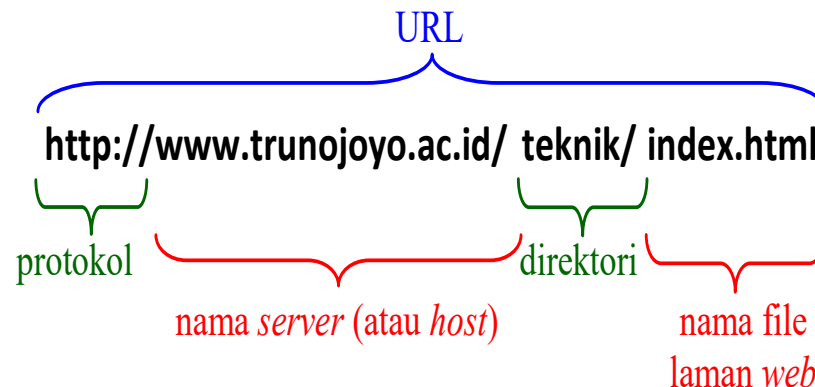 URL
http://www.trunojoyo.ac.id/ teknik/ index.html
protokol
direktori
nama server (atau host)
nama file
laman web